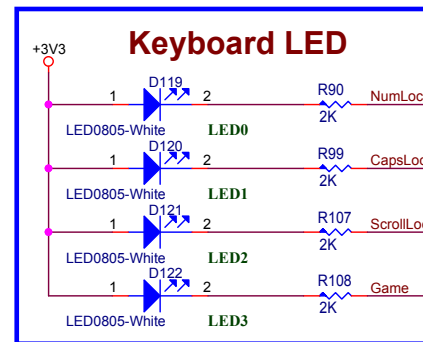 Keyboard LED
+3V3
D119
1
2
R90
NumLoc
LED0805-White
LED0
2K
D120
1
2
R99
CapsLoc
LED0805-White
LED1
2K
D121
1
2
R107
ScrollLoc
LED0805-White
LED2
2K
D122
1
2
R108
Game
LED0805-White
LED3
2K